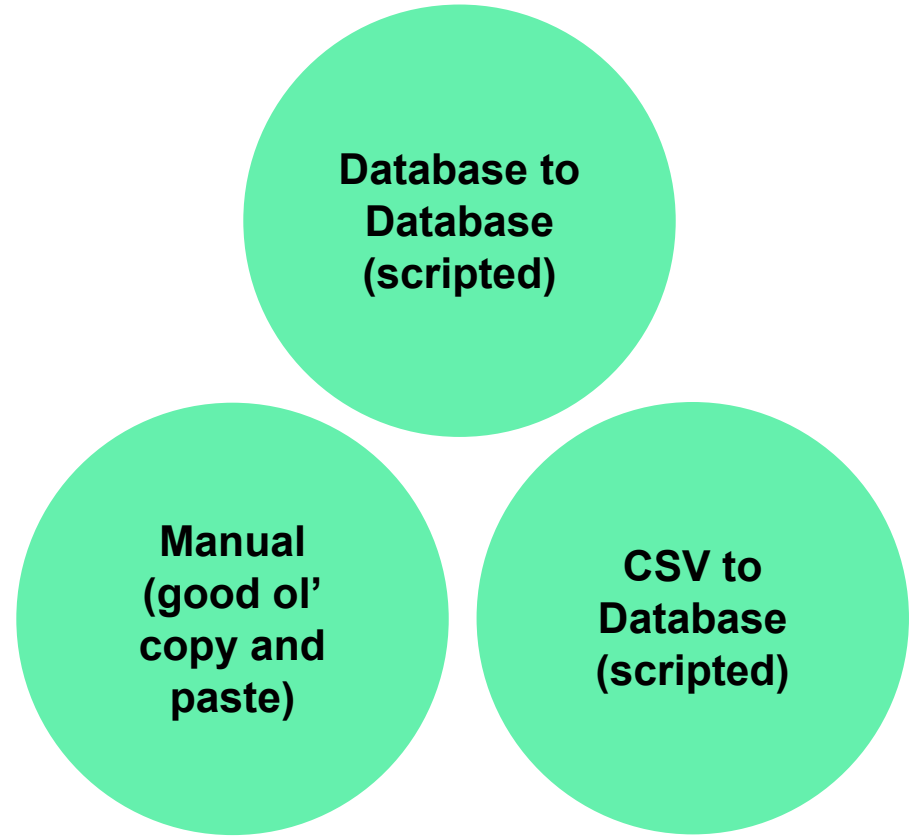 Database to
Database
(scripted)
Manual
(good ol’
copy and
paste)
CSV to
Database
(scripted)